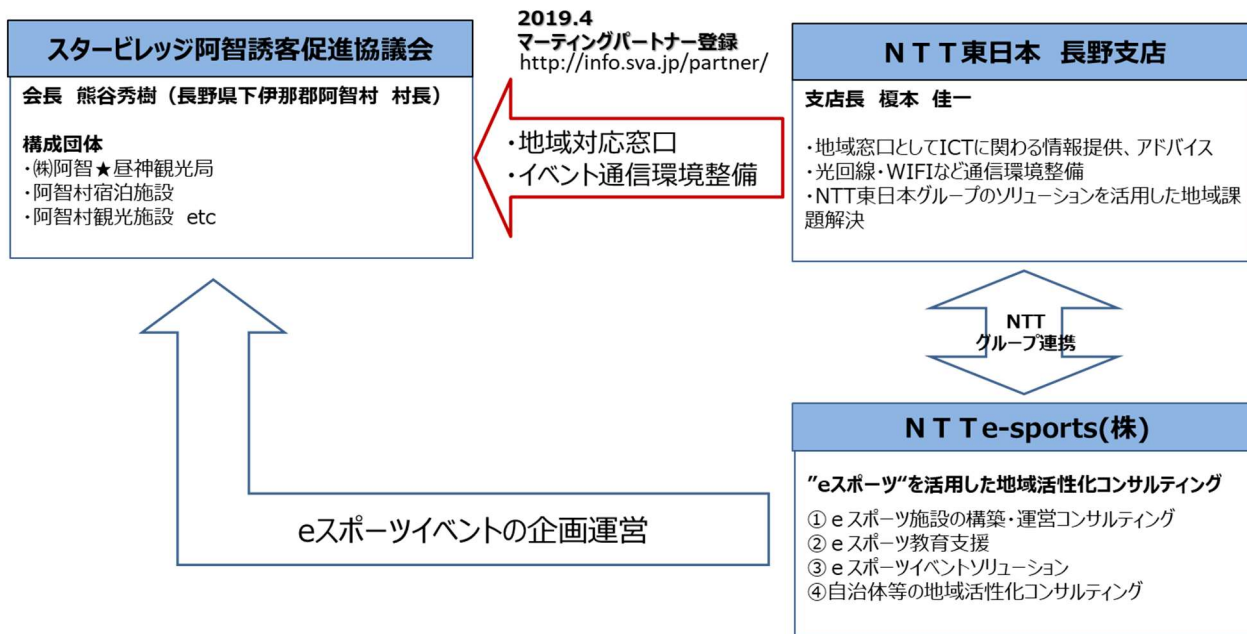 スタービレッジ阿智誘客促進協議会
会長 熊谷秀樹（長野県下伊那郡阿智村 村長）
構成団体
・㈱阿智★昼神観光局
・阿智村宿泊施設
・阿智村観光施設 etc
2019.4
マーティングパートナー登録
http://info.sva.jp/partner/
・地域対応窓口
・イベント通信環境整備
ＮＴＴ東日本 長野支店
支店長 榎本 佳一
・地域窓口としてICTに関わる情報提供、アドバイス
・光回線・WIFIなど通信環境整備
・NTT東日本グループのソリューションを活用した地域課
題解決
NTT
グループ連携
ＮＴＴe-sports(株)
”eスポーツ“を活用した地域活性化コンサルティング
①ｅスポーツ施設の構築・運営コンサルティング
②ｅスポーツ教育支援
③ｅスポーツイベントソリューション
④自治体等の地域活性化コンサルティング
eスポーツイベントの企画運営